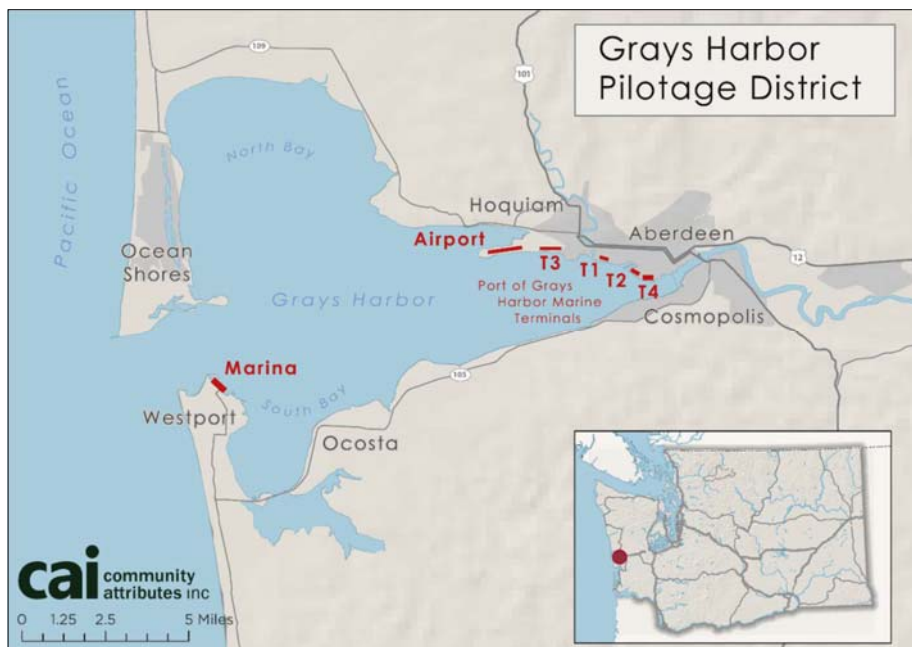 Grays Harbor
Pilotage District
109
101
North Bay
Pacific Ocean
Hoquiam
Aberdeen
Airport
T3
T1
T2
T4
12
Ocean
Shores
Grays Harbor
Port of Grays
Harbor Marine
Terminals
Cosmopolis
Marina
105
South Bay
Westport
Ocosta
cai community
attributes inc
0 1.25 2.5 5 Miles